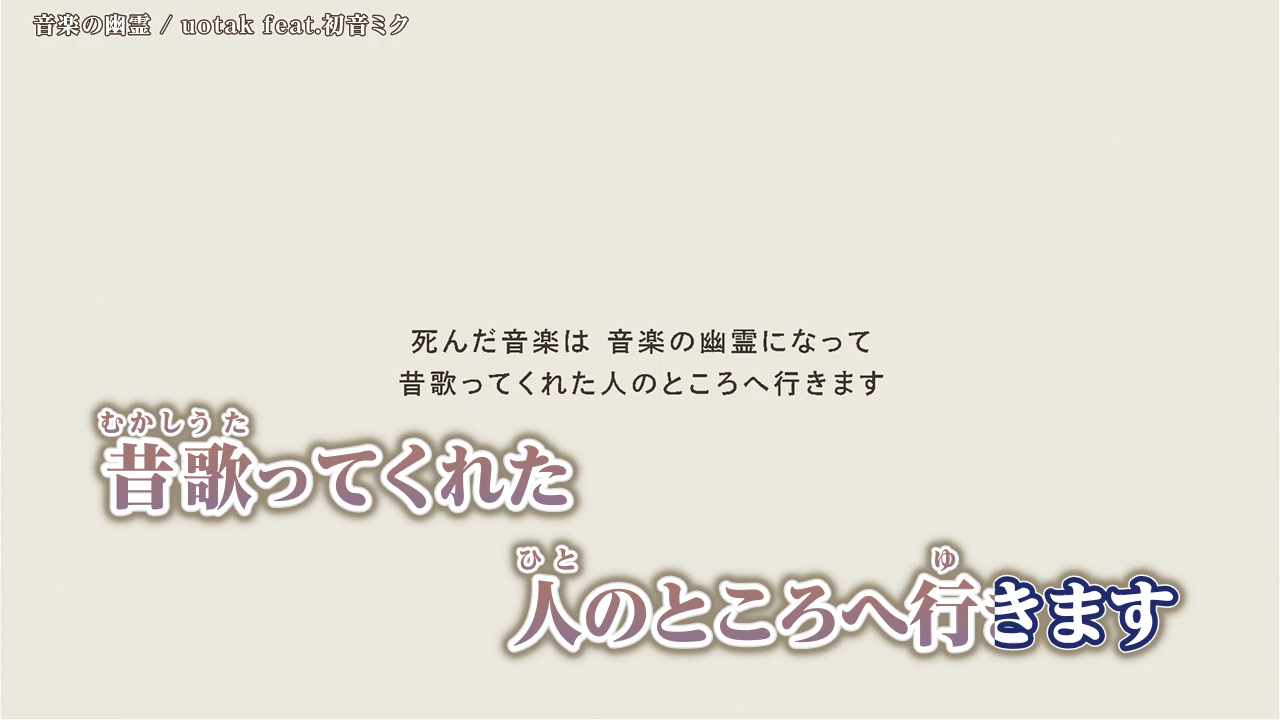 音楽の幽霊 / uotak feat.初音ミク
死んだ音楽は 音楽の幽霊になって
昔歌ってくれた人のところへ行きます
むかしうた
昔歌ってくれた
ひと ゆ
人のところへ行きます